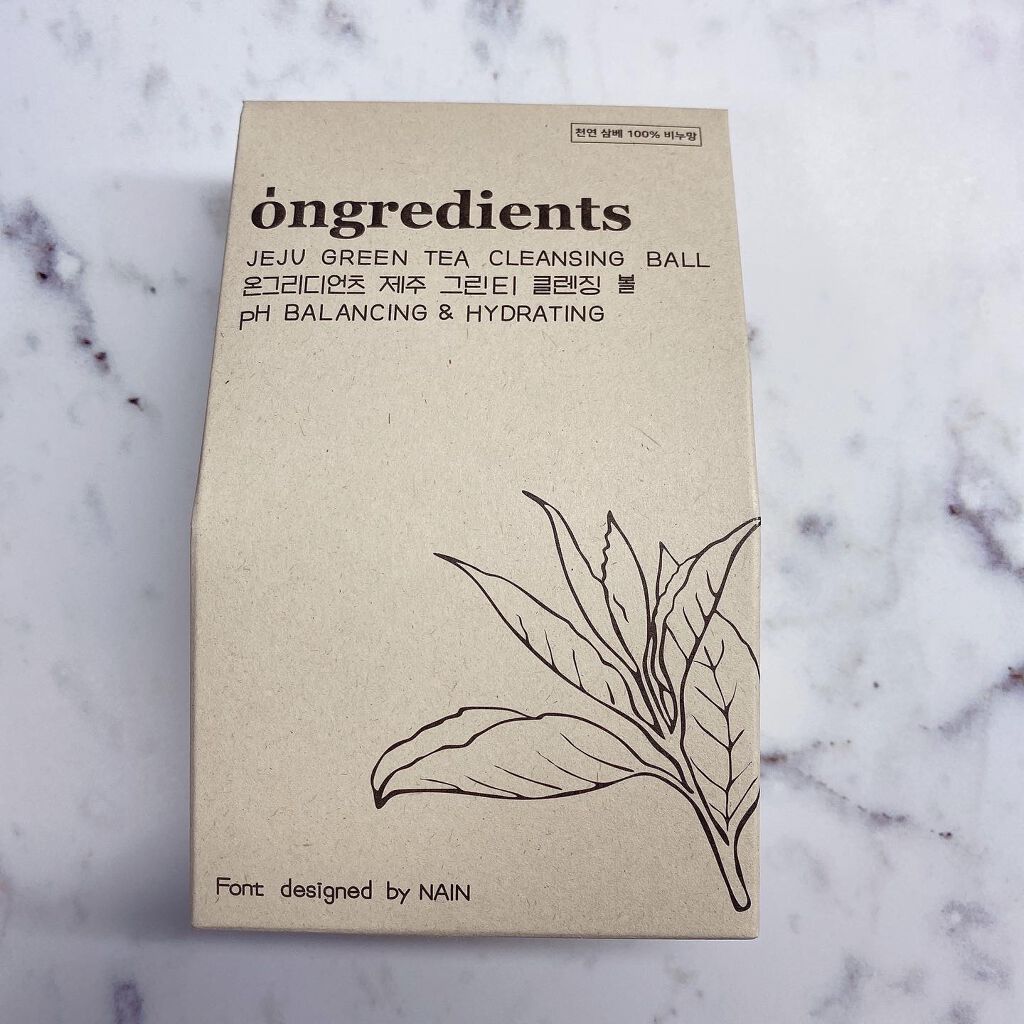 천연 삼베 100% 비누망
ongredients
JEJU GREEN TEA CLEANSING BALL
온그리디언츠 제주 그린티 클렌징 볼
pH BALANCING & HYDRATING
Font designed by NAIN